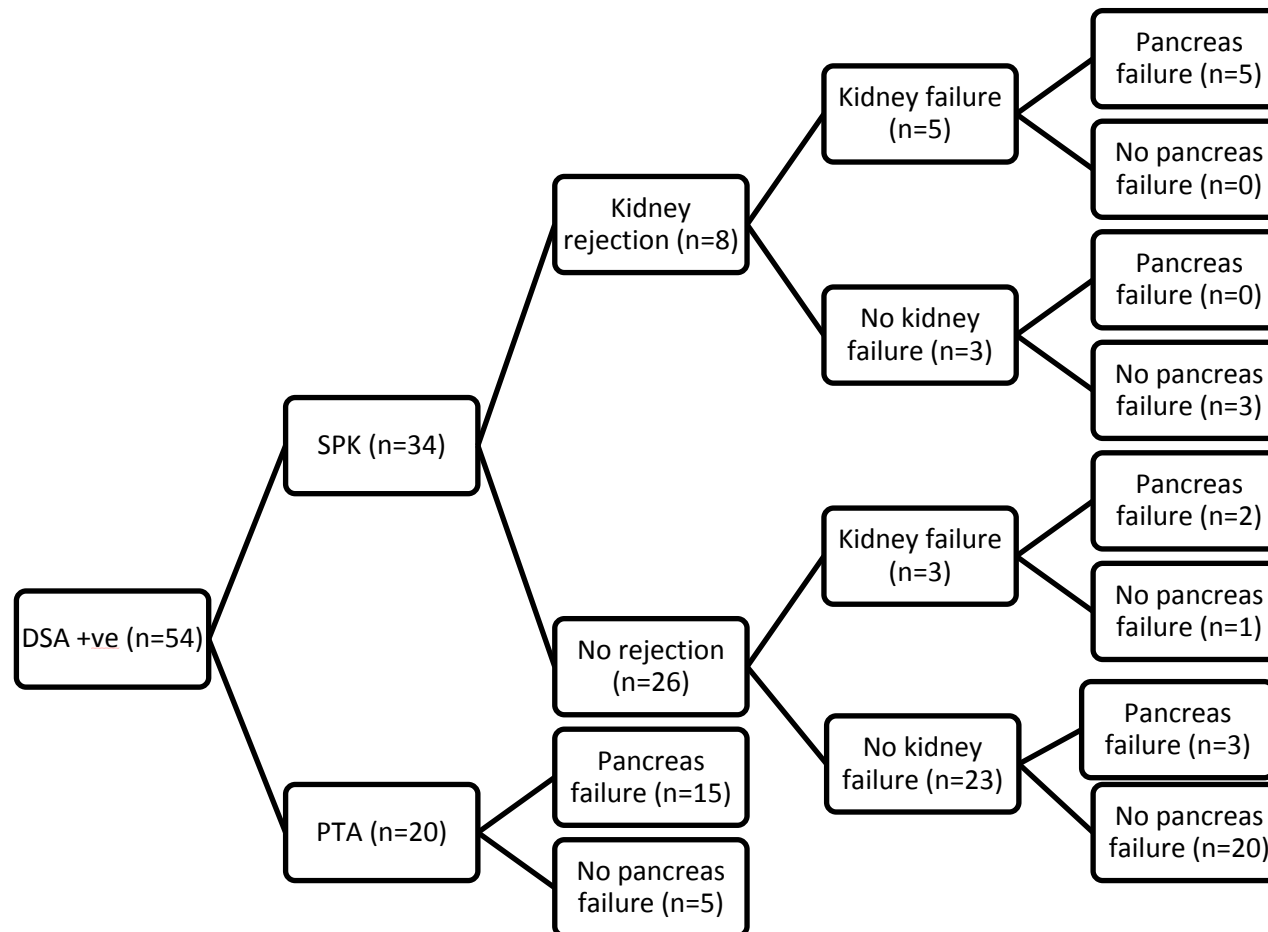 DSA +ve (n=54)
SPK (n=34)
PTA (n=20)
Kidney
rejection (n=8)
No rejection
(n=26)
Pancreas
failure (n=15)
No pancreas
failure (n=5)
Kidney failure
(n=5)
No kidney
failure (n=3)
Kidney failure
(n=3)
No kidney
failure (n=23)
Pancreas
failure (n=5)
No pancreas
failure (n=0)
Pancreas
failure (n=0)
No pancreas
failure (n=3)
Pancreas
failure (n=2)
No pancreas
failure (n=1)
Pancreas
failure (n=3)
No pancreas
failure (n=20)